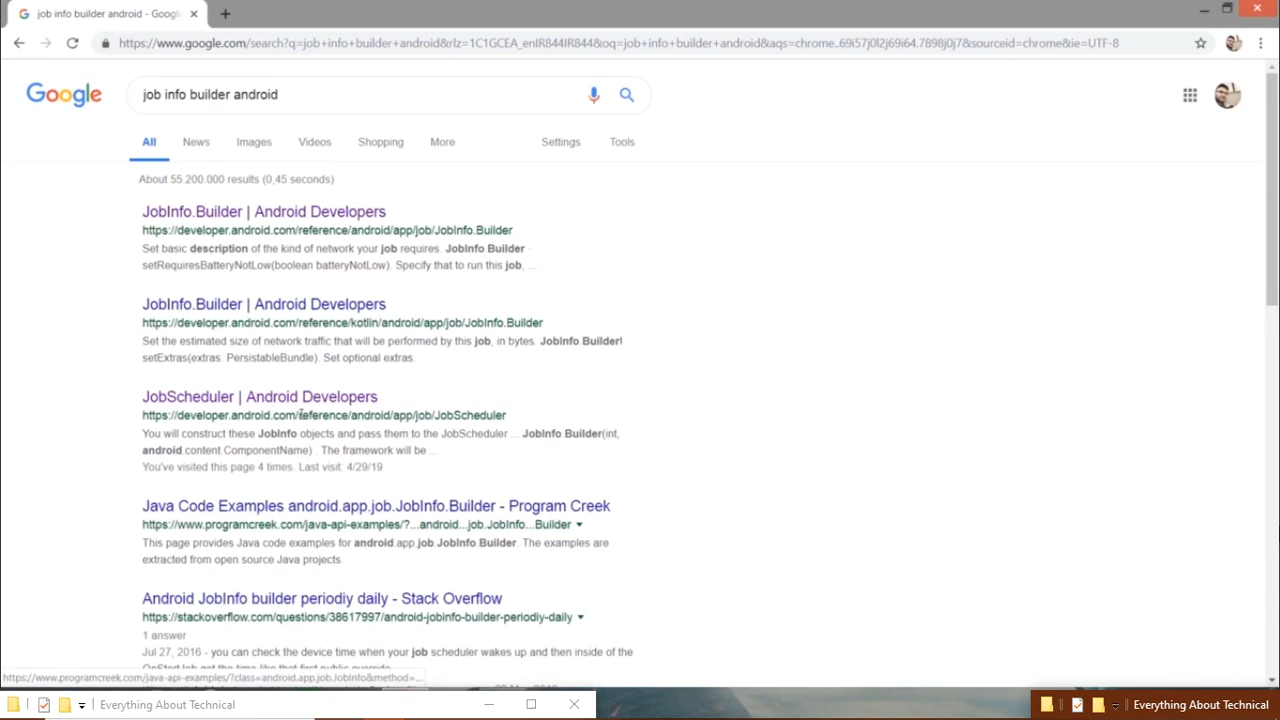 job info builder android - Google
https://www.google.com/search?q=job+info+builder+android&rlz=1C1GCEA_enIR844IR844&oq=job+info+builder+android&aqs=chrome..69i57j0l2j69i64.7898j0j7&sourceid=chrome&ie=UTF-8
Google
job info builder android
All News Images Videos Shopping More Settings Tools
About 55.200.000 results (0,45 seconds)
JobInfo.Builder | Android Developers
https://developer.android.com/reference/android/app/job/JobInfo.Builder
Set basic description of the kind of network your job requires. JobInfo Builder
setRequiresBatteryNotLow(boolean batteryNotLow). Specify that to run this job, ...
JobInfo.Builder | Android Developers
https://developer.android.com/reference/kotlin/android/app/job/JobInfo.Builder
Set the estimated size of network traffic that will be performed by this job, in bytes. JobInfo Builder!
setExtras(extras: PersistableBundle). Set optional extras.
JobScheduler | Android Developers
https://developer.android.com/reference/android/app/job/JobScheduler
You will construct these JobInfo objects and pass them to the JobScheduler ... JobInfo Builder(int,
android.content ComponentName) . The framework will be ...
You've visited this page 4 times. Last visit: 4/29/19
Java Code Examples android.app.job.JobInfo.Builder - Program Creek
https://www.programcreek.com/java-api-examples/?...android...job.JobInfo...Builder
This page provides Java code examples for android.app.job.JobInfo.Builder. The examples are
extracted from open source Java projects.
Android JobInfo builder periodiy daily - Stack Overflow
https://stackoverflow.com/questions/38617997/android-jobinfo-builder-periodiy-daily
1 answer
Jul 27, 2016 - you can check the device time when your job scheduler wakes up and then inside of the
OnStartJob get the time like that first public override
https://www.programcreek.com/java-api-examples/?class=android.app.job.JobInfo&method=...
Everything About Technical
Everything About Technical